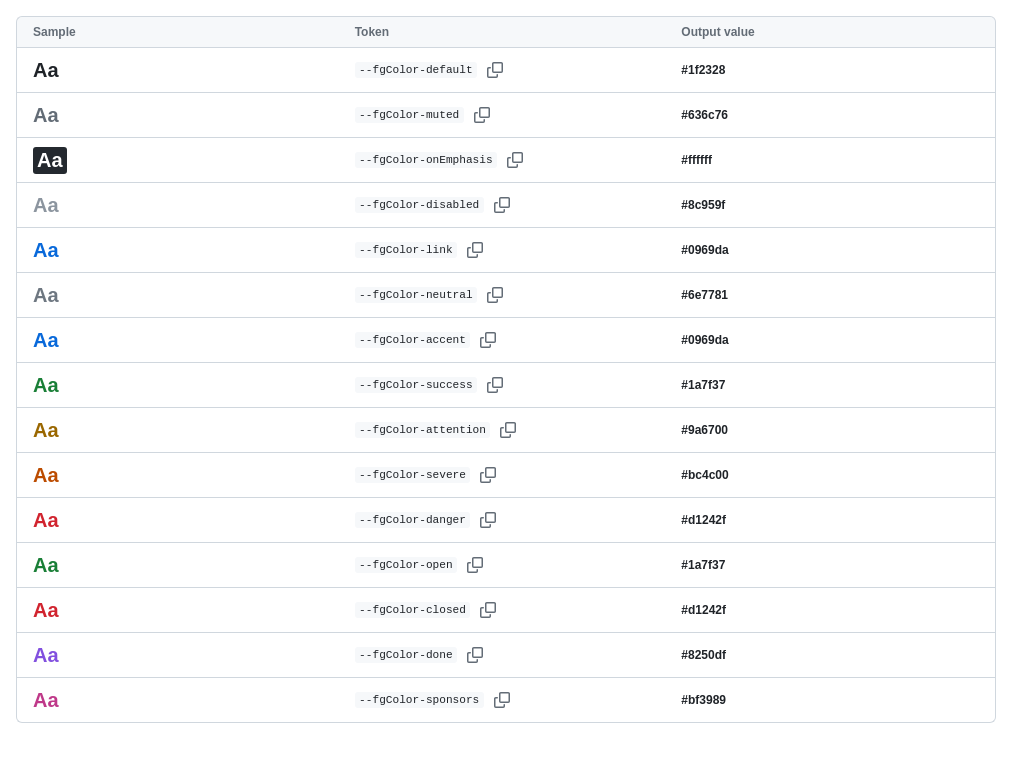 Sample Token Output value
Aa --fgColor-default #1f2328
Aa --fgColor-muted #636c76
Aa --fgColor-onEmphasis #ffffff
Aa --fgColor-disabled #8c959f
Aa --fgColor-link #0969da
Aa --fgColor-neutral #6e7781
Aa --fgColor-accent #0969da
Aa --fgColor-success #1a7f37
Aa --fgColor-attention #9a6700
Aa --fgColor-severe #bc4c00
Aa --fgColor-danger #d1242f
Aa --fgColor-open #1a7f37
Aa --fgColor-closed #d1242f
Aa --fgColor-done #8250df
Aa --fgColor-sponsors #bf3989